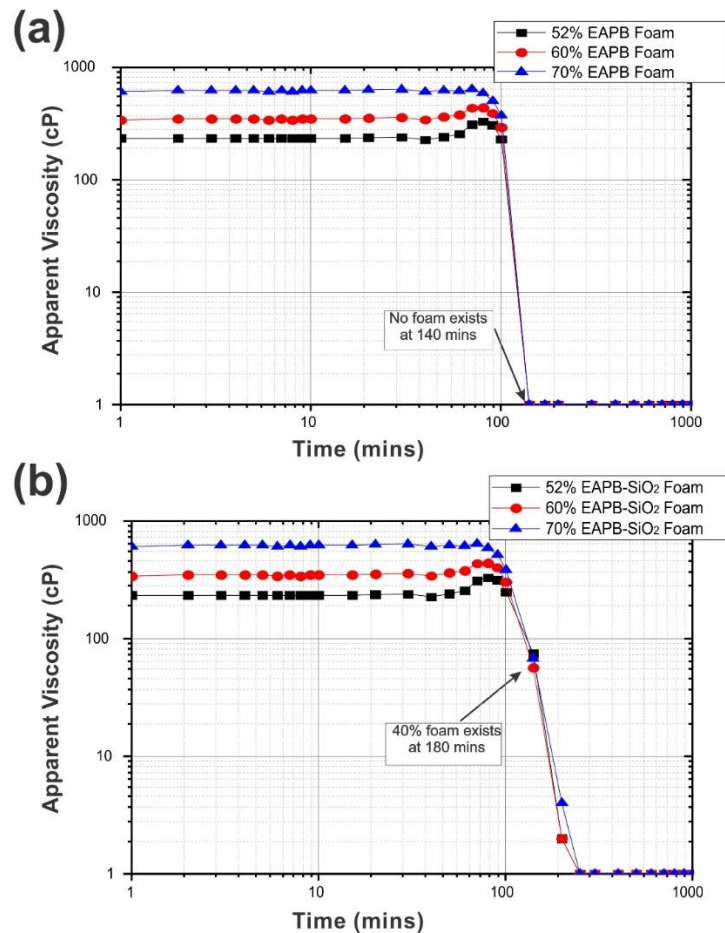 (a)
52% EAPB Foam
60% EAPB Foam
70% EAPB Foam
1000
100
10
1
Apparent Viscosity (cP)
No foam exists
at 140 mins
1 10 100 1000
Time (mins)
(b)
52% EAPB-SiO₂ Foam
60% EAPB-SiO₂ Foam
70% EAPB-SiO₂ Foam
1000
100
10
1
Apparent Viscosity (cP)
40% foam exists
at 180 mins
1 10 100 1000
Time (mins)